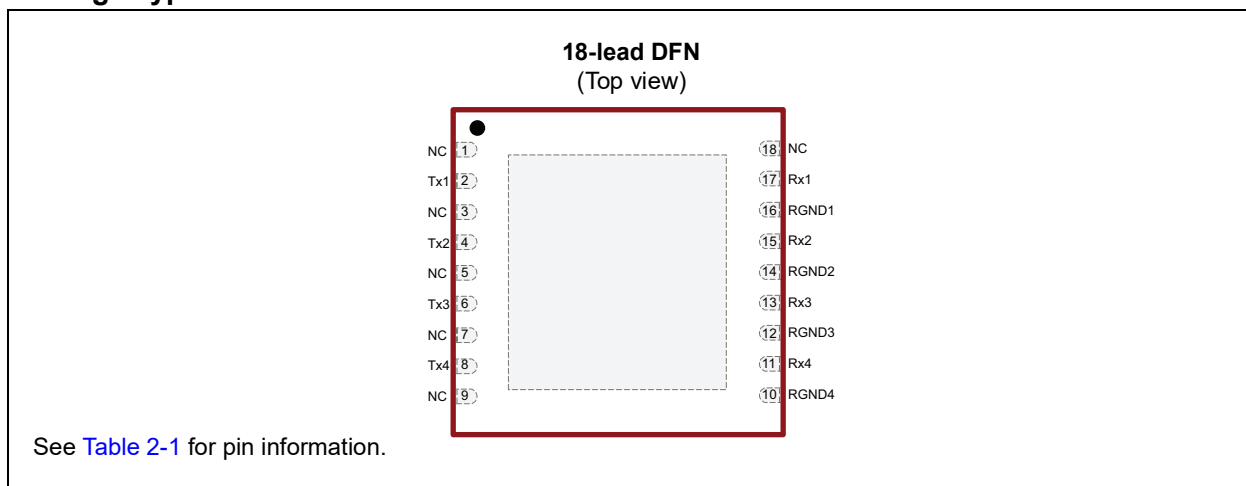 18-lead DFN
(Top view)
NC 1 18 NC
Tx1 2 17 Rx1
NC 3 16 RGND1
Tx2 4 15 Rx2
NC 5 14 RGND2
Tx3 6 13 Rx3
NC 7 12 RGND3
Tx4 8 11 Rx4
NC 9 10 RGND4
See Table 2-1 for pin information.